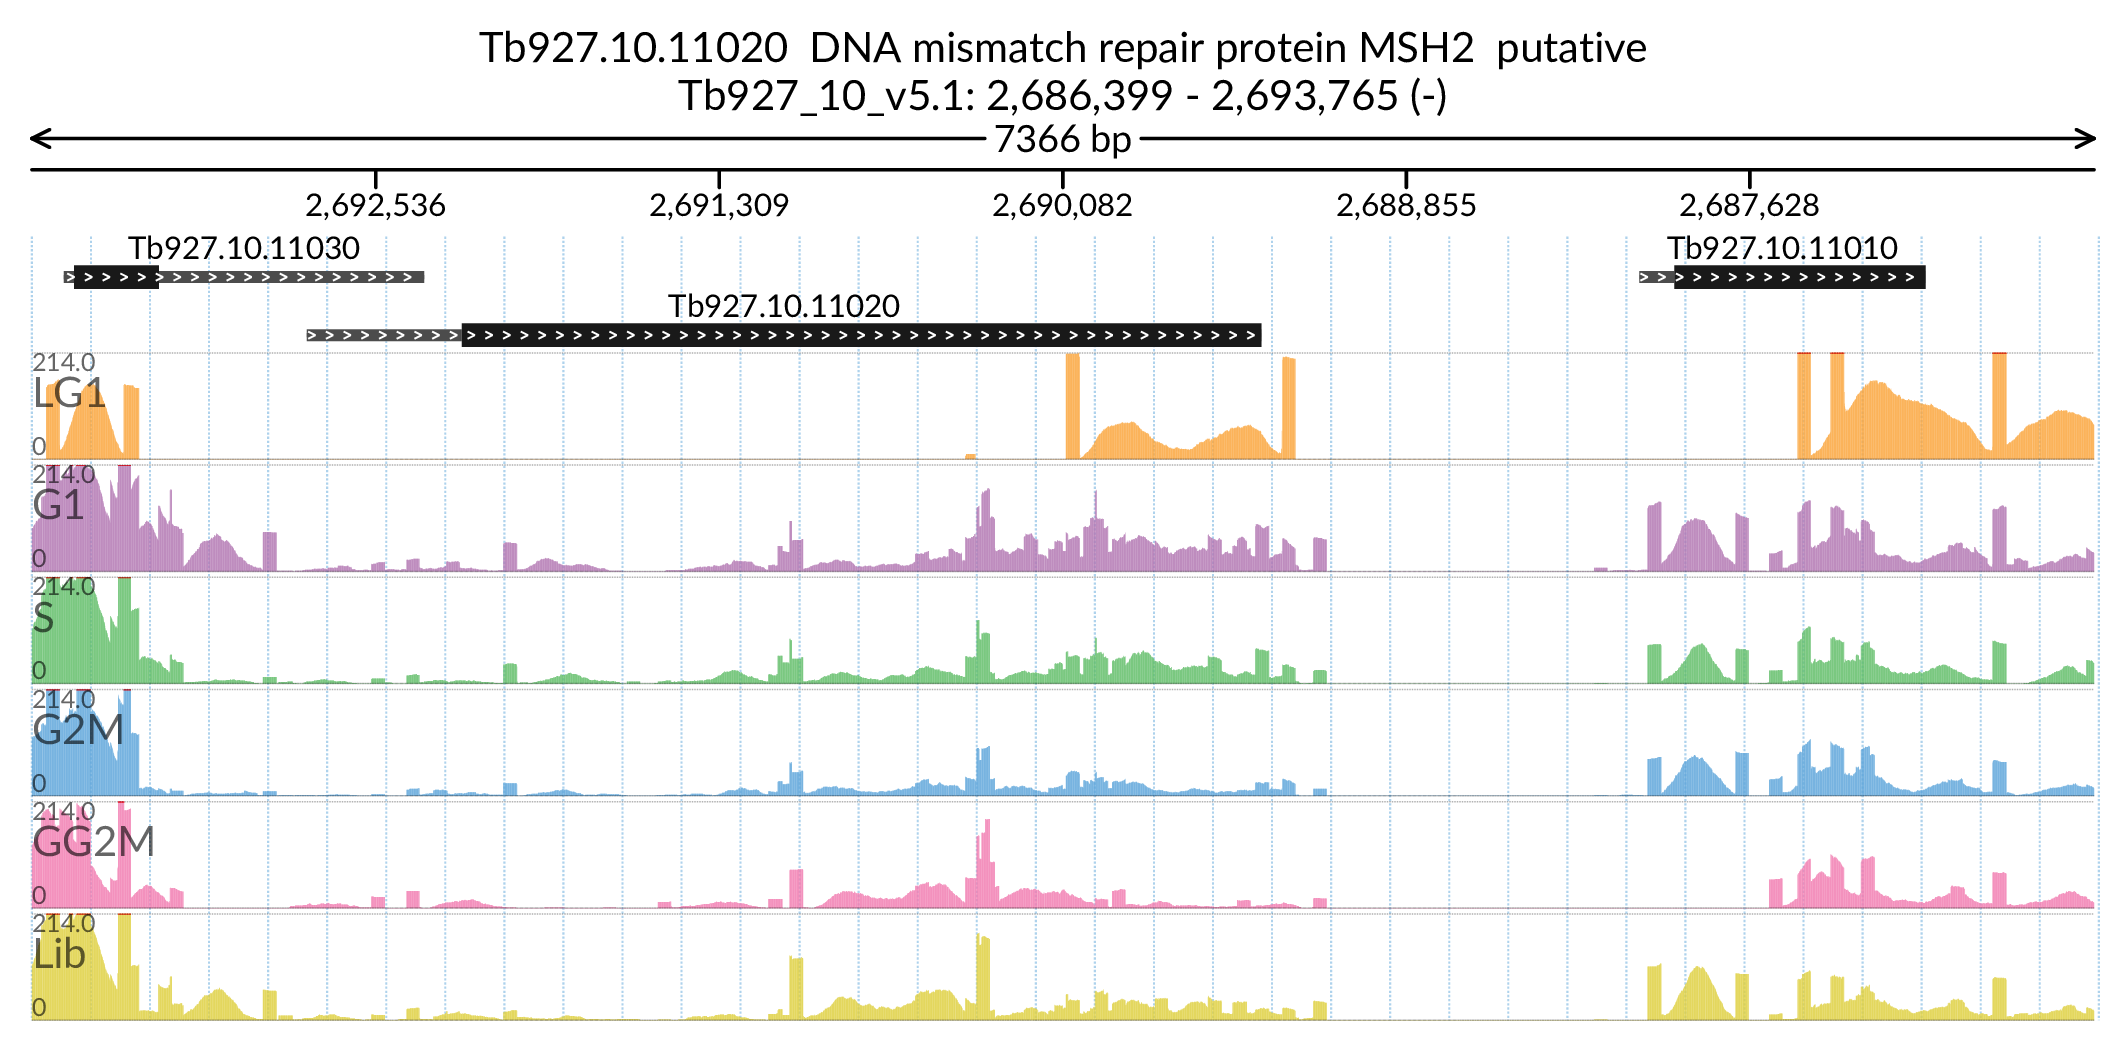 Tb927.10.11020  DNA mismatch repair protein MSH2  putative
Tb927_10_v5.1: 2,686,399 - 2,693,765 (-)
7366 bp
2,692,536 2,691,309 2,690,082 2,688,855 2,687,628
Tb927.10.11030 Tb927.10.11010
Tb927.10.11020
214.0
LG1
0
214.0
G1
0
214.0
S
0
214.0
G2M
0
214.0
GG2M
0
214.0
Lib
0